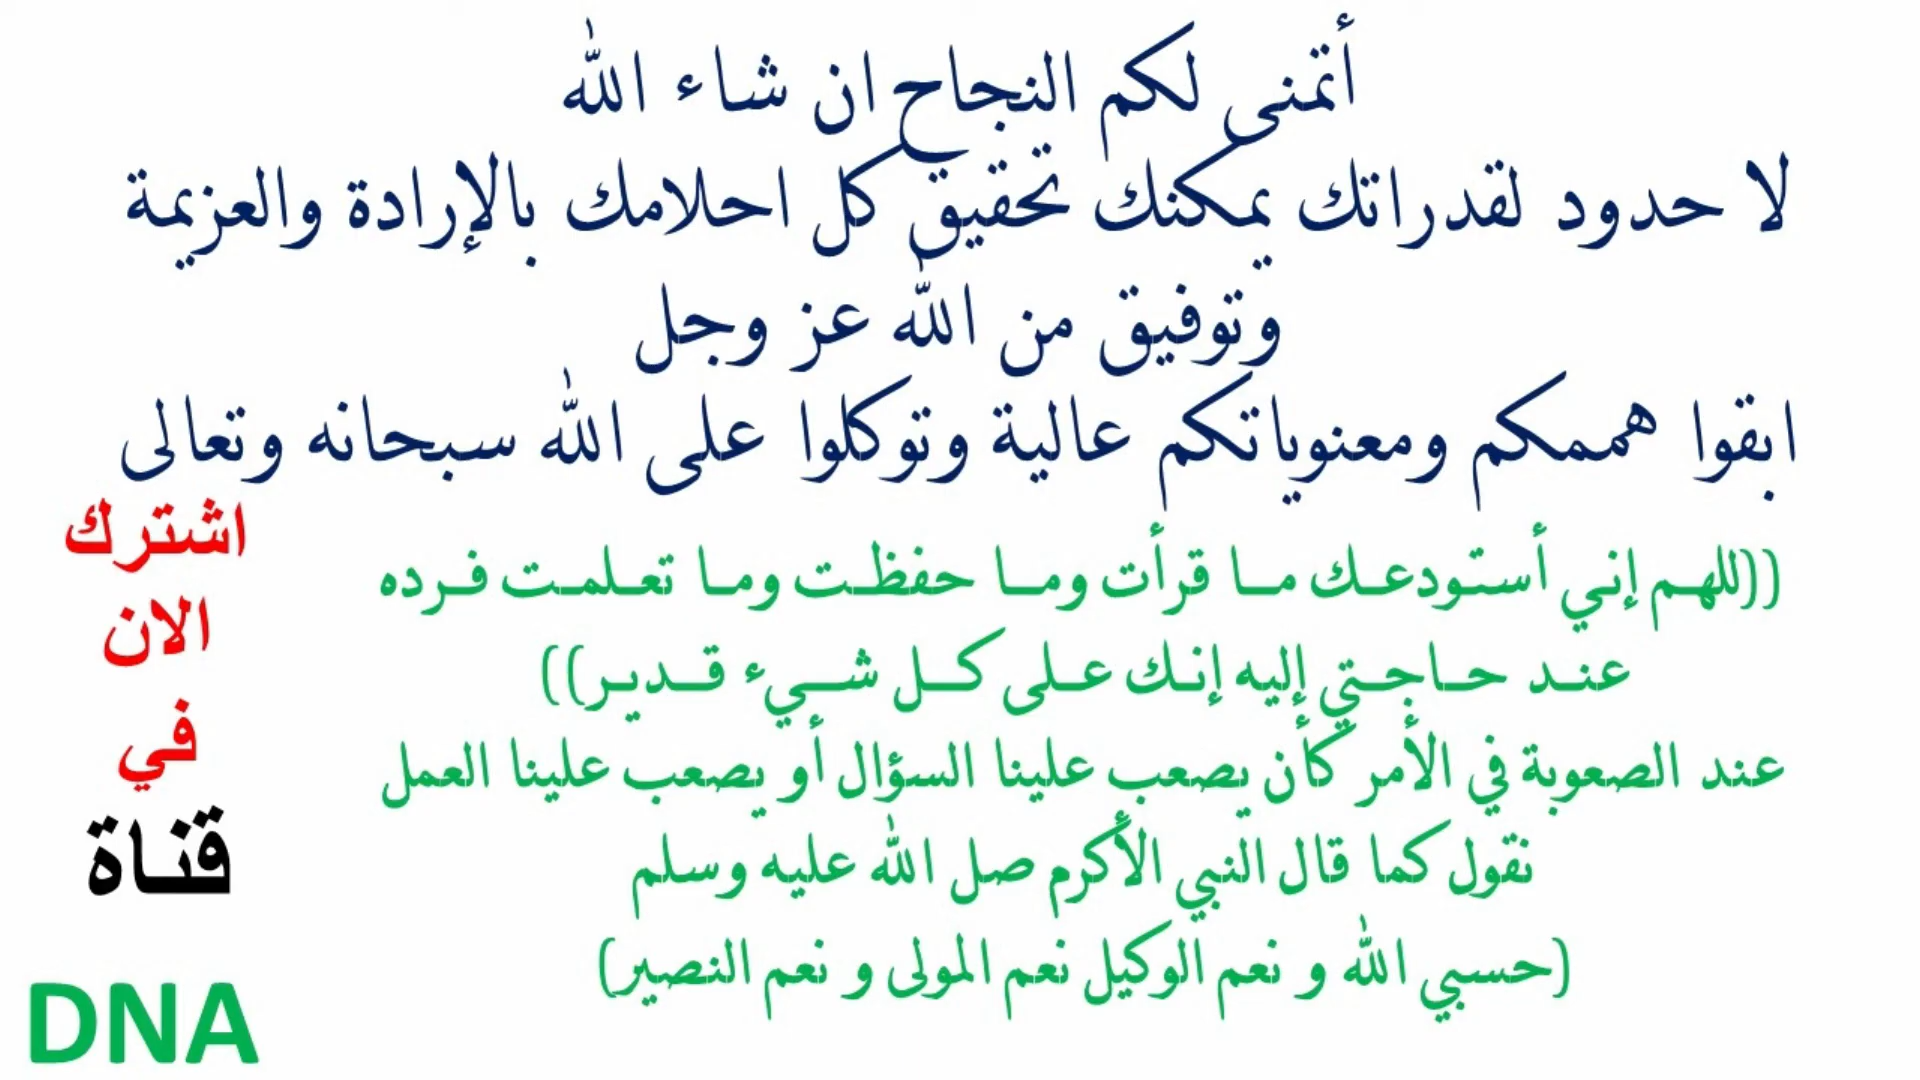 أتمنى لكم النجاح ان شاء الله
لا حدود لقدراتك يمكنك تحقيق كل احلامك بالإرادة والعزيمة
وتوفيق من الله عز وجل
ابقوا هممكم ومعنوياتكم عالية وتوكلوا على الله سبحانه وتعالى
((للهم إني أستودعك ما قرأت وما حفظت وما تعلمت فرده
عند حاجتي إليه إنك على كل شيء قدير))
عند الصعوبة في الأمر كأن يصعب علينا السؤال أو يصعب علينا العمل
نقول كما قال النبي الأكرم صل الله عليه وسلم
(حسبي الله و نعم الوكيل نعم المولى و نعم النصير)
اشترك
الان
في
قناة
DNA